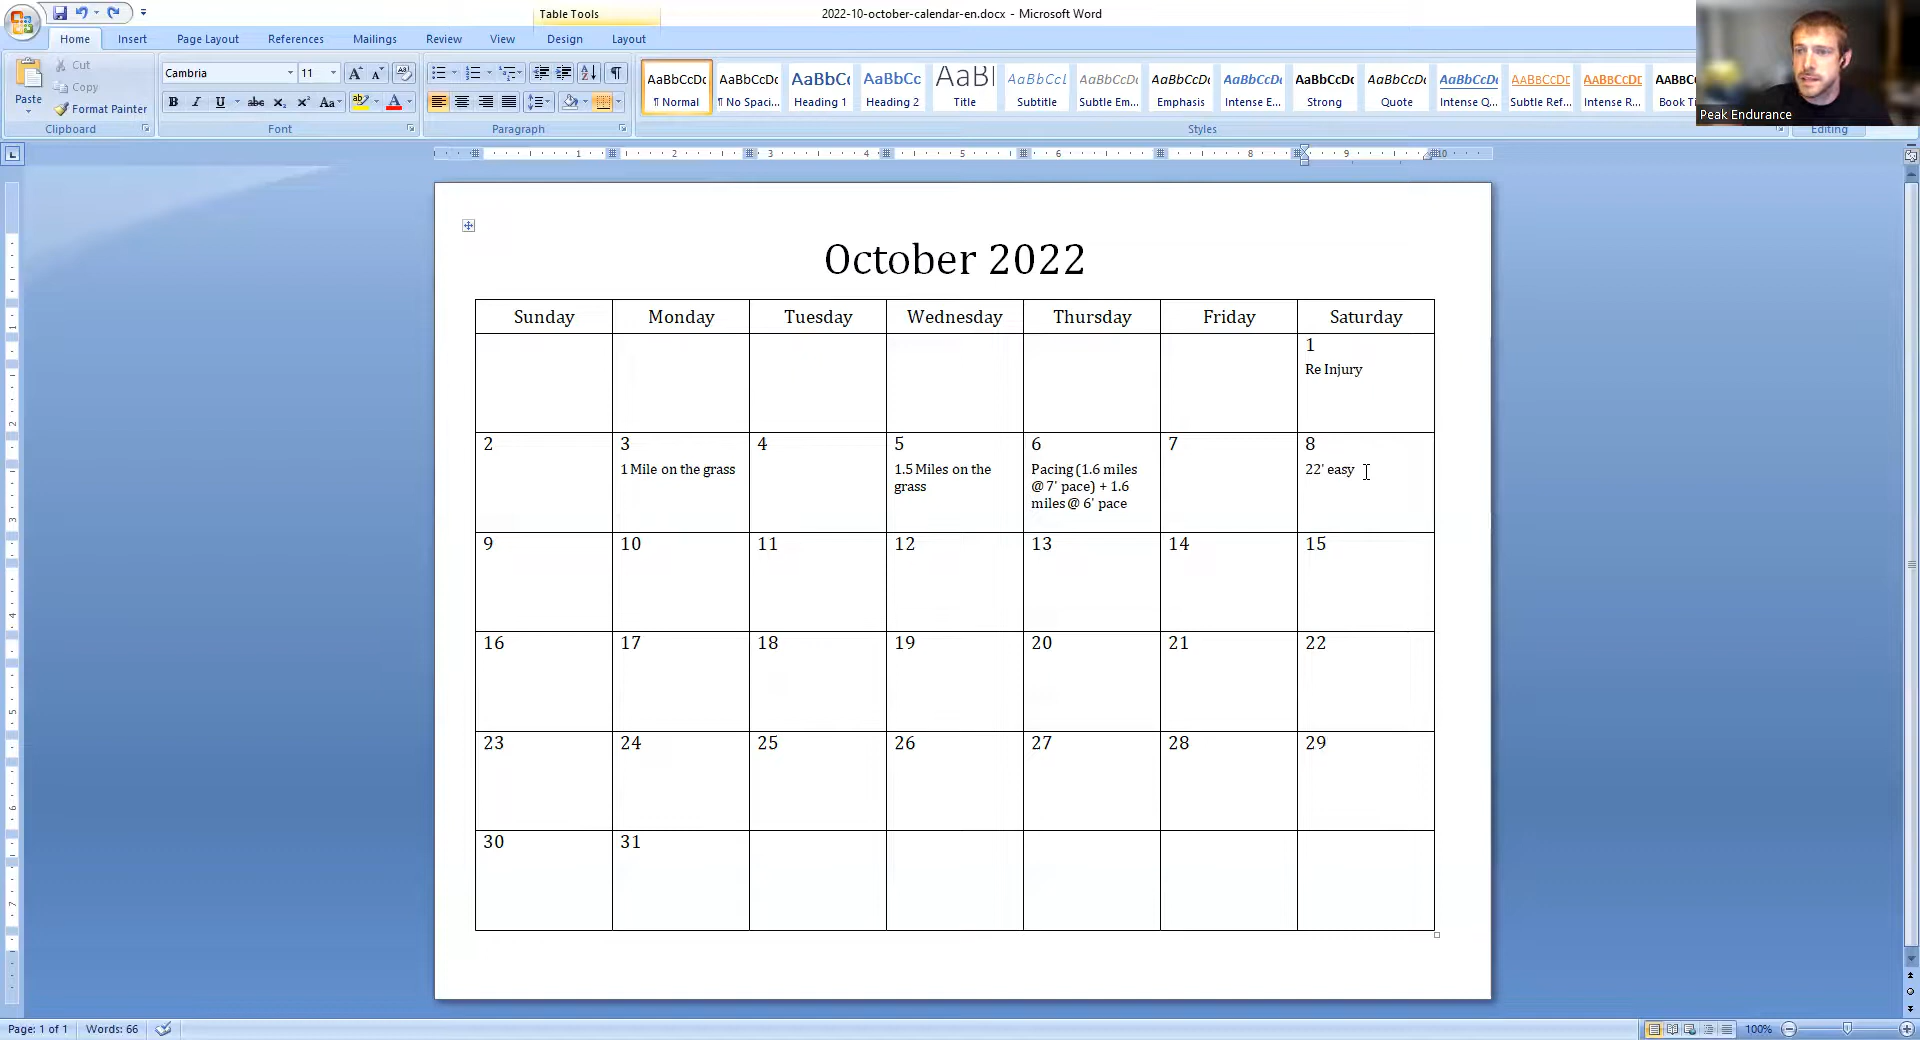 Table Tools
2022-10-october-calendar-en.docx - Microsoft Word
Home Insert Page Layout References Mailings Review View Design Layout
Paste
Cut
Copy
Format Painter
Clipboard
Cambria 11
Font
Paragraph
AaBbCcDc AaBbCcDc AaBbCc AaBbCc AaBl AaBbCcL AaBbCcDc AaBbCcDc AaBbCcDc AaBbCcDc AaBbCcDc AaBbCcDc AaBbCcDc AaBbCcDc
¶ Normal ¶ No Spaci... Heading 1 Heading 2 Title Subtitle Subtle Em... Emphasis Intense E... Strong Quote Intense Q... Subtle Ref... Intense R... Book Ti
Styles
Editing
Peak Endurance
October 2022
Sunday Monday Tuesday Wednesday Thursday Friday Saturday
1
Re Injury
2 3 4 5 6 7 8
1 Mile on the grass
1.5 Miles on the
grass
Pacing (1.6 miles
@ 7' pace) + 1.6
miles @ 6' pace
22' easy
9 10 11 12 13 14 15
16 17 18 19 20 21 22
23 24 25 26 27 28 29
30 31
Page: 1 of 1 Words: 66
100%